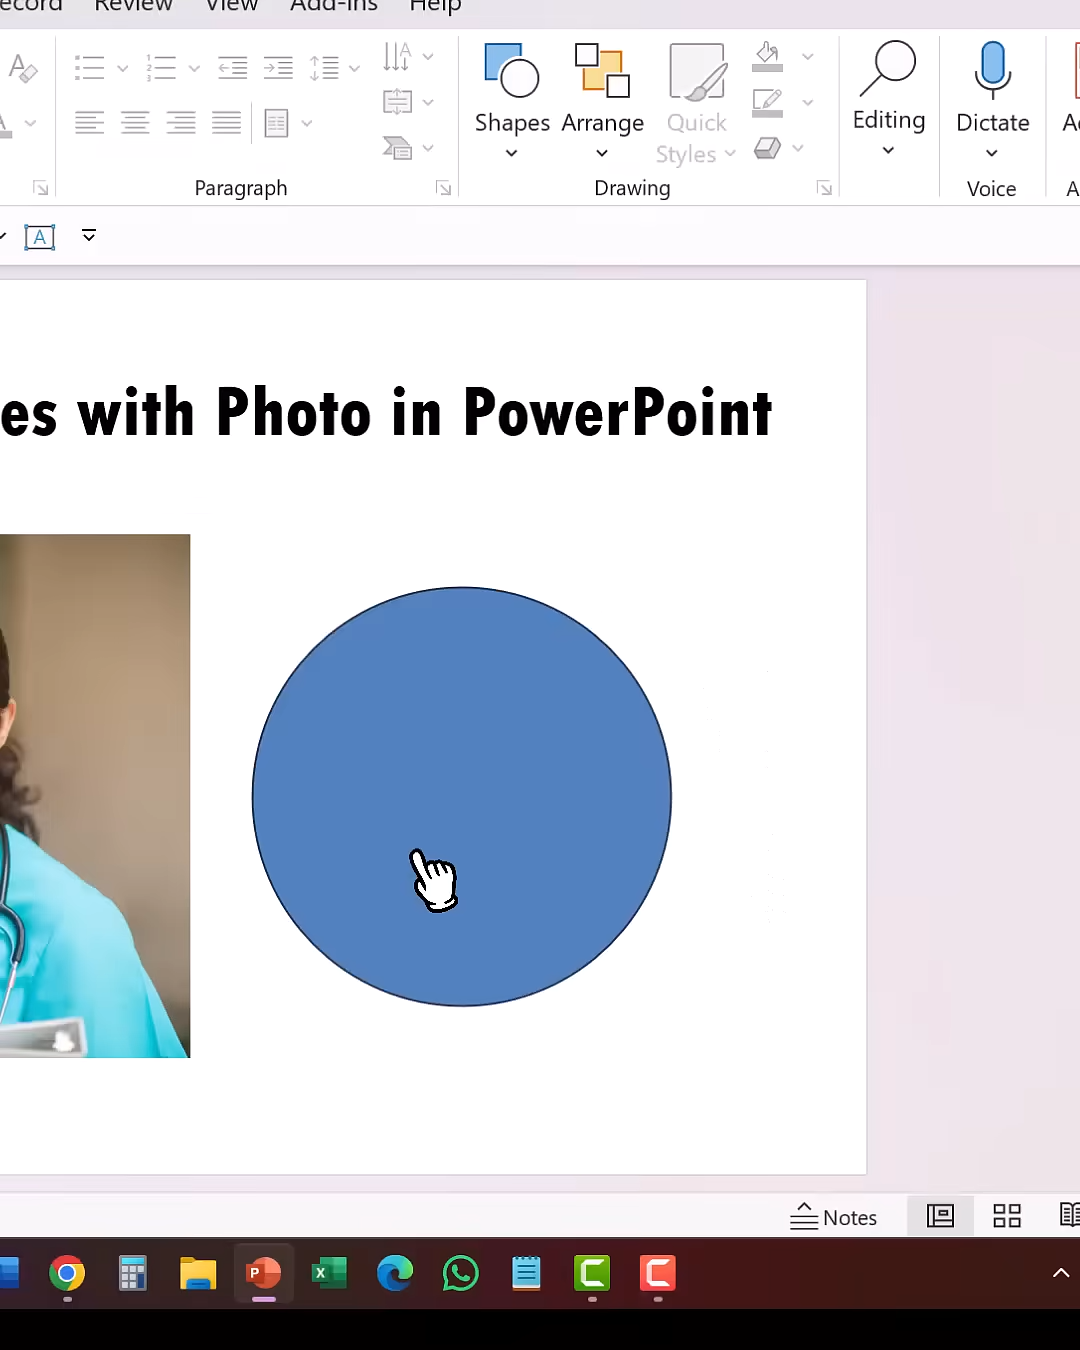 ecord Review View Add-ins Help
Shapes
Arrange
Quick
Styles
Editing
Dictate
Paragraph
Drawing
Voice
A
es with Photo in PowerPoint
Notes